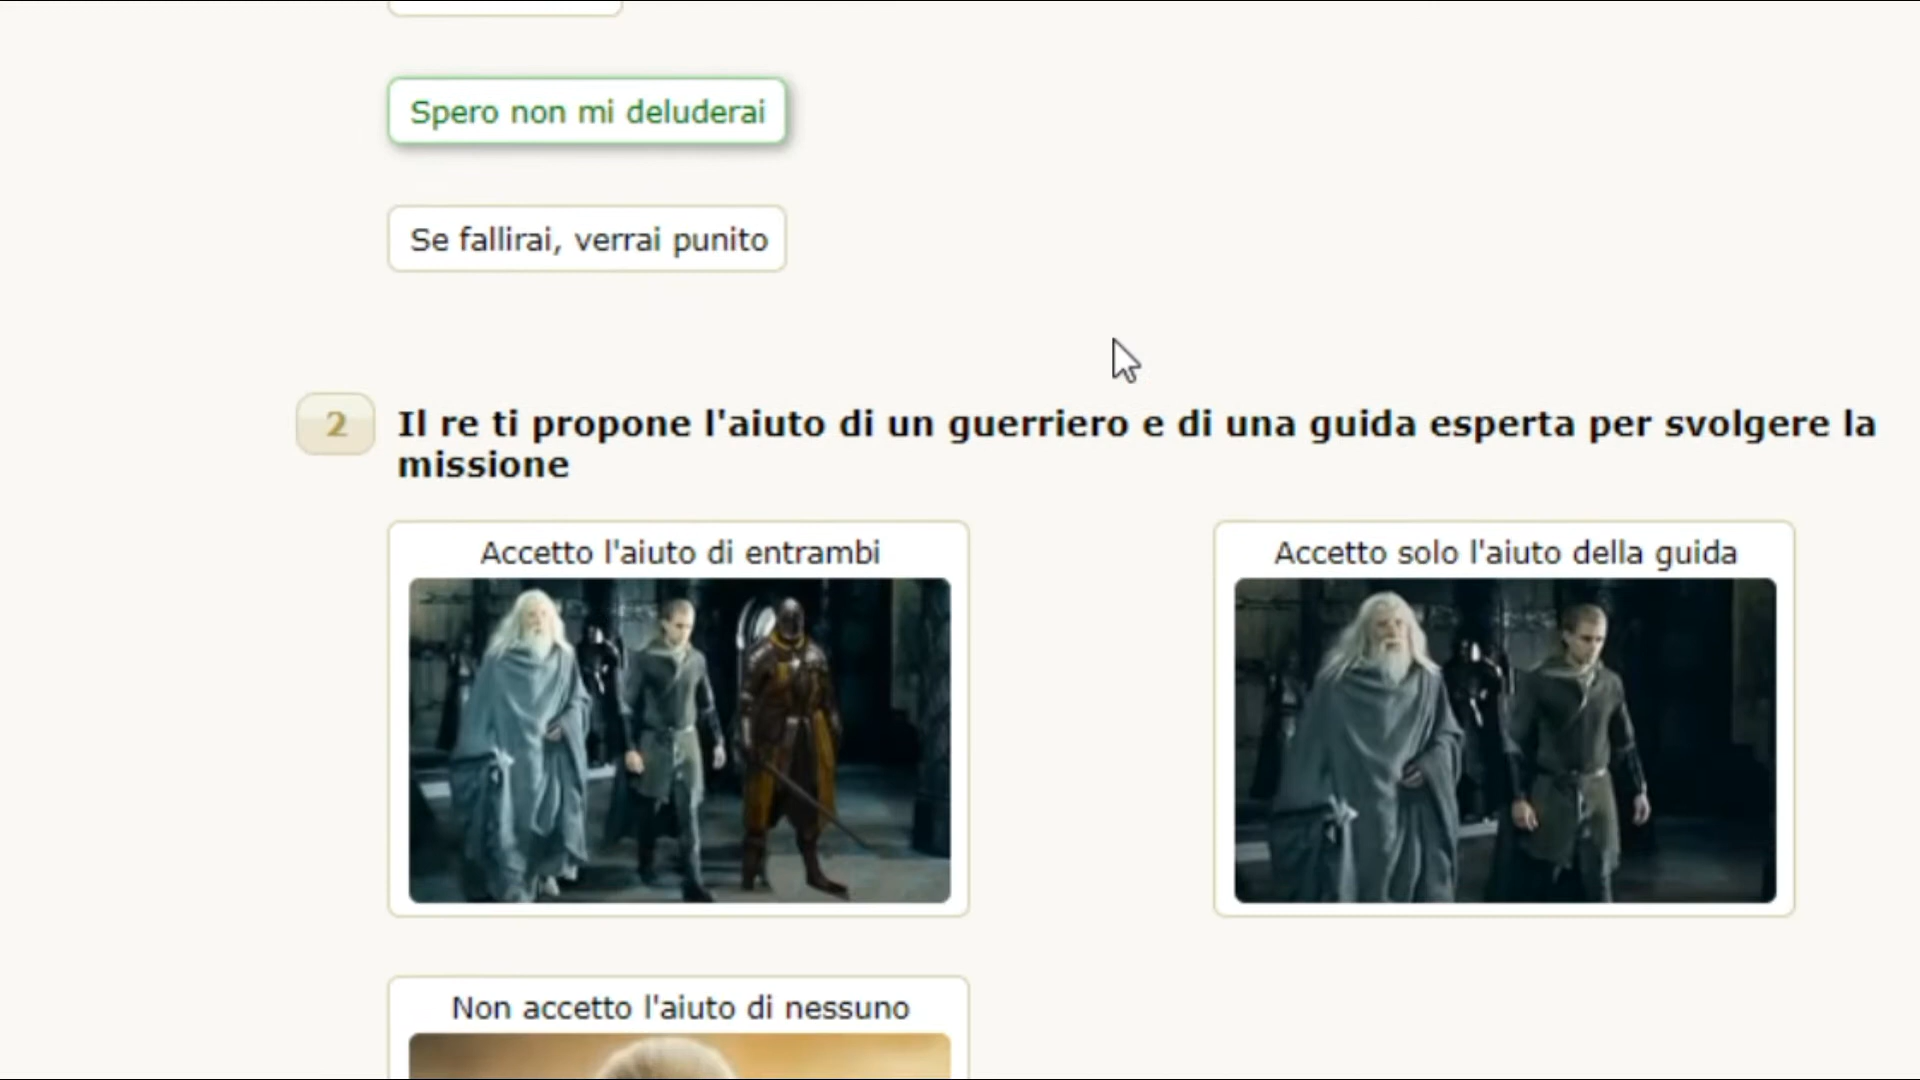 Spero non mi deluderai
Se fallirai, verrai punito
2
Il re ti propone l'aiuto di un guerriero e di una guida esperta per svolgere la
missione
Accetto l'aiuto di entrambi
Accetto solo l'aiuto della guida
Non accetto l'aiuto di nessuno